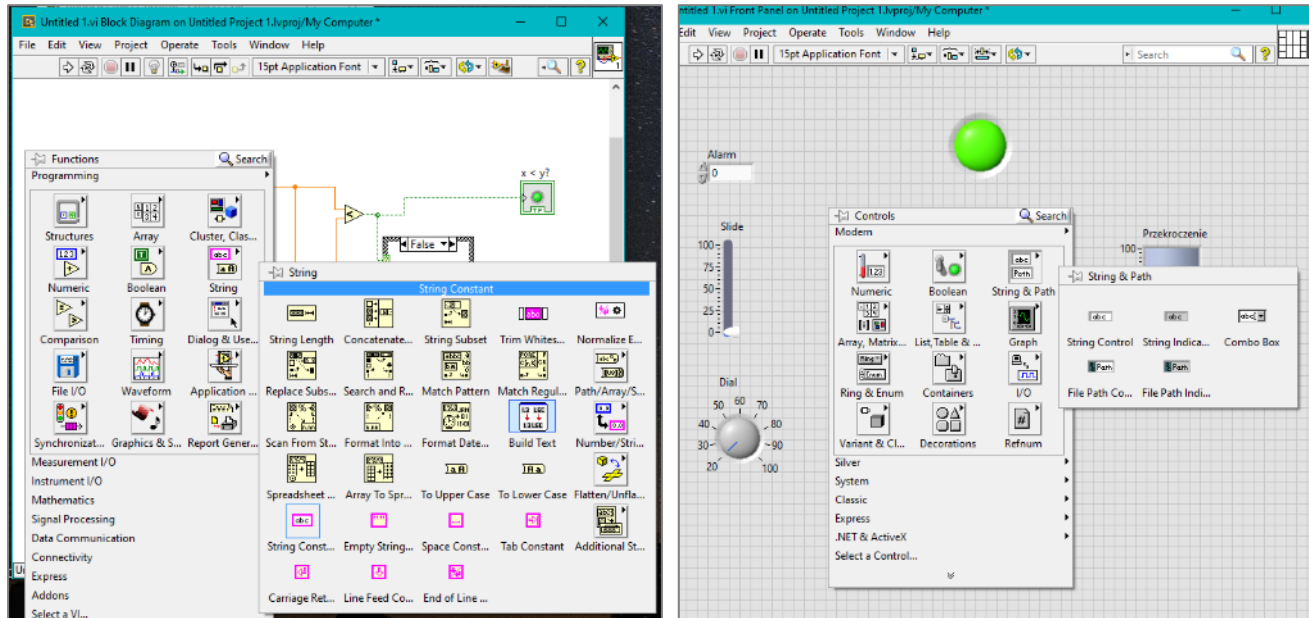 Untitled 1.vi Block Diagram on Untitled Project 1.lvproj/My Computer *
File Edit View Project Operate Tools Window Help
15pt Application Font
1
Functions
Search
Programming
Structures Array Cluster, Clas...
Numeric Boolean String
Comparison Timing Dialog & Use...
File I/O Waveform Application ...
Synchronizat... Graphics & S... Report Gener...
Measurement I/O
Instrument I/O
Mathematics
Signal Processing
Data Communication
Connectivity
Express
Addons
Select a VI...
x < y?
TF
False
String
String Constant
String Length Concatenate... String Subset Trim Whites... Normalize E...
Replace Subs... Search and R... Match Pattern Match Regul... Path/Array/S...
Scan From St... Format Into ... Format Date... Build Text Number/Stri...
Spreadsheet ... Array To Spr... To Upper Case To Lower Case Flatten/Unfla...
String Const... Empty String... Space Const... Tab Constant Additional St...
Carriage Ret... Line Feed Co... End of Line ...
ntitled 1.vi Front Panel on Untitled Project 1.lvproj/My Computer *
Edit View Project Operate Tools Window Help
15pt Application Font
Search
Alarm
0
Slide
100
75
50
25
0
Dial
50 60 70
40 80
30 90
20 100
Controls
Search
Modern
Numeric Boolean String & Path
Array, Matrix... List, Table & ... Graph
Ring & Enum Containers I/O
Variant & Cl... Decorations Refnum
Silver
System
Classic
Express
.NET & ActiveX
Select a Control...
Przekroczenie
100
String & Path
String Control String Indica... Combo Box
File Path Co... File Path Indi...